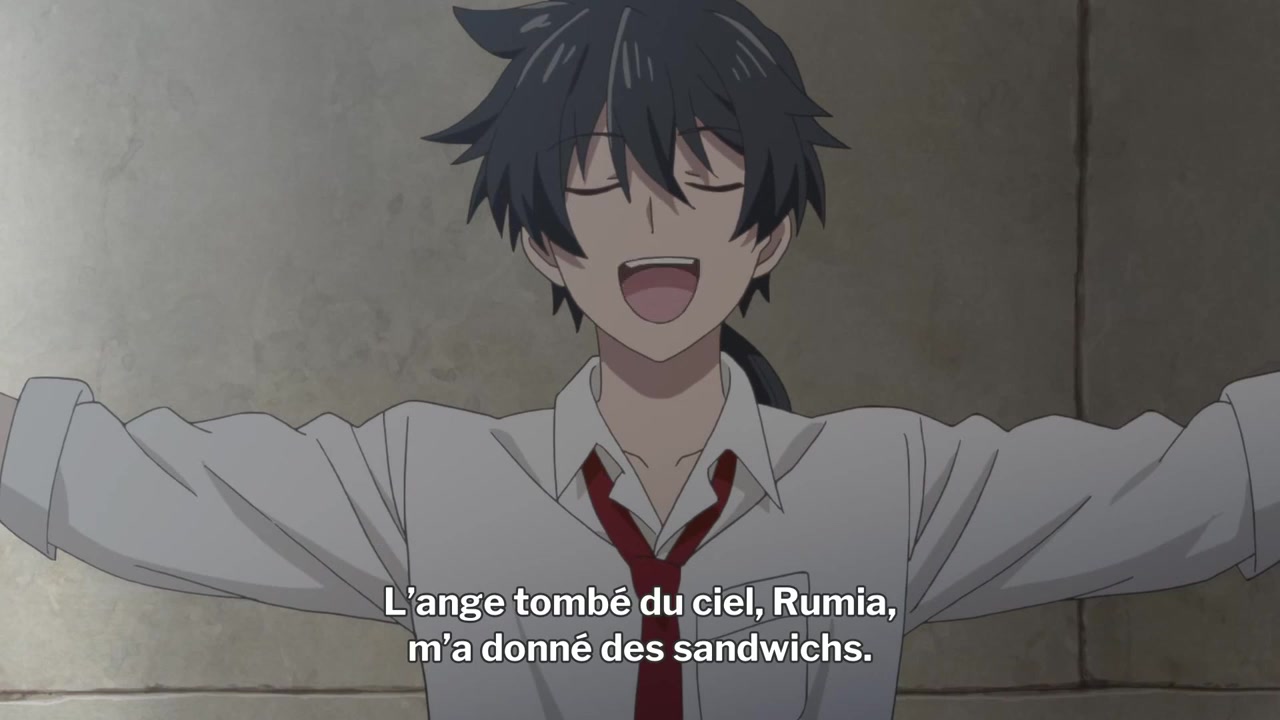 L’ange tombé du ciel, Rumia,
m’a donné des sandwichs.